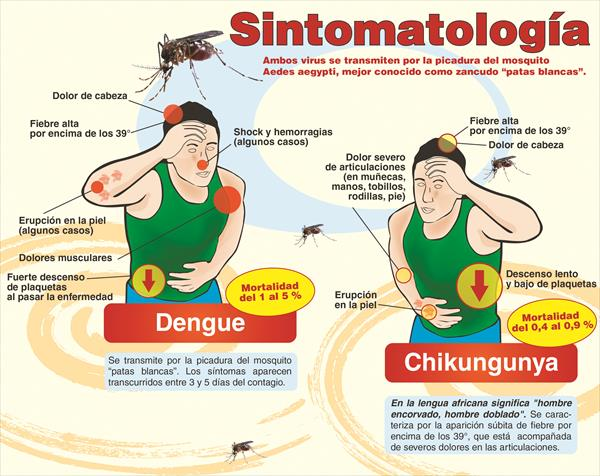 Sintomatología
Ambos virus se transmiten por la picadura del mosquito
Aedes aegypti, mejor conocido como zancudo “patas blancas”.
Dolor de cabeza
Fiebre alta
por encima de los 39°
Shock y hemorragias
(algunos casos)
Erupción en la piel
(algunos casos)
Dolores musculares
Fuerte descenso
de plaquetas
al pasar la enfermedad
Mortalidad
del 1 al 5 %
Dengue
Se transmite por la picadura del mosquito
“patas blancas”. Los síntomas aparecen
transcurridos entre 3 y 5 días del contagio.
Fiebre alta
por encima de los 39°
Dolor de cabeza
Dolor severo
de articulaciones
(en muñecas,
manos, tobillos,
rodillas, pie)
Erupción
en la piel
Descenso lento
y bajo de plaquetas
Mortalidad
del 0,4 al 0,9 %
Chikungunya
En la lengua africana significa "hombre
encorvado, hombre doblado". Se carac-
teriza por la aparición súbita de fiebre por
encima de los 39°, que está acompañada
de severos dolores en las articulaciones.